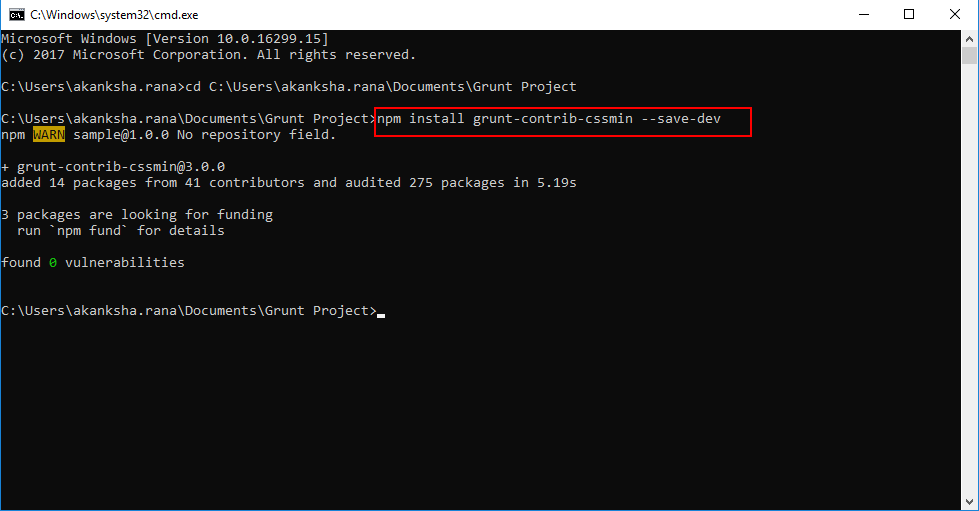 C:\Windows\system32\cmd.exe
Microsoft Windows [Version 10.0.16299.15]
(c) 2017 Microsoft Corporation. All rights reserved.
C:\Users\akanksha.rana>cd C:\Users\akanksha.rana\Documents\Grunt Project
C:\Users\akanksha.rana\Documents\Grunt Project>npm install grunt-contrib-cssmin --save-dev
npm WARN sample@1.0.0 No repository field.
+ grunt-contrib-cssmin@3.0.0
added 14 packages from 41 contributors and audited 275 packages in 5.19s
3 packages are looking for funding
  run `npm fund` for details
found 0 vulnerabilities
C:\Users\akanksha.rana\Documents\Grunt Project>